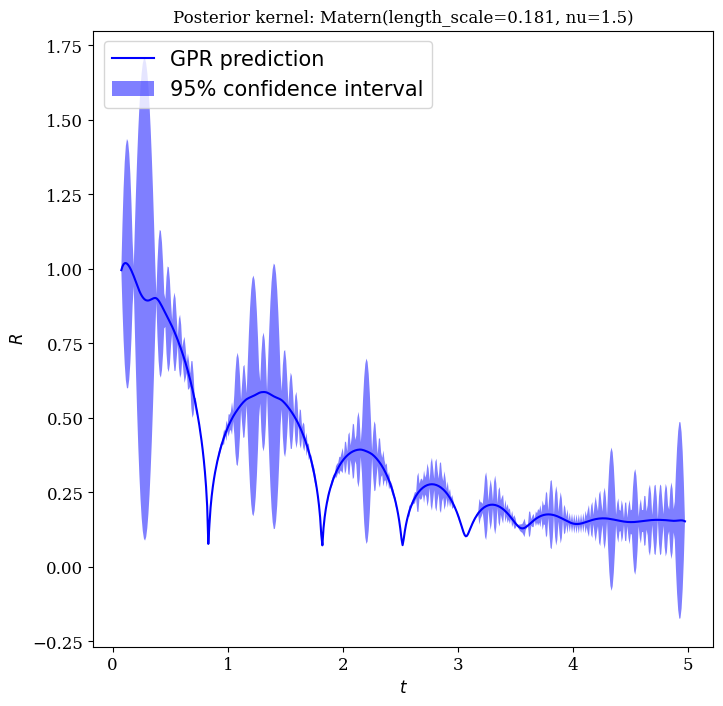 Posterior kernel: Matern(length_scale=0.181, nu=1.5)
GPR prediction
95% confidence interval
1.75
1.50
1.25
1.00
0.75
0.50
0.25
0.00
−0.25
R
0 1 2 3 4 5
t